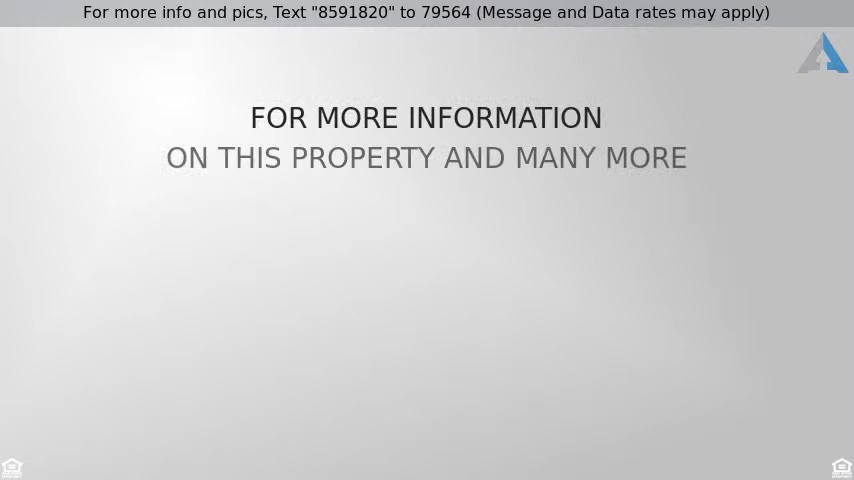 For more info and pics, Text "8591820" to 79564 (Message and Data rates may apply)
FOR MORE INFORMATION
ON THIS PROPERTY AND MANY MORE